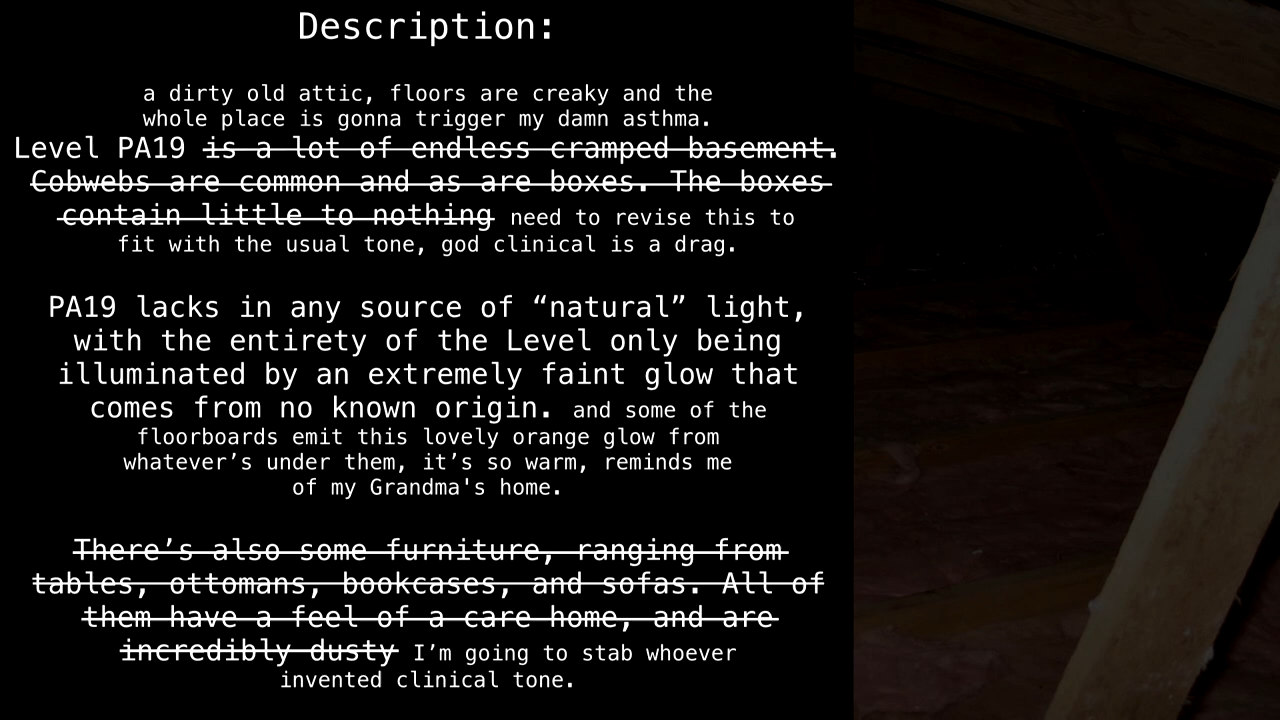 Description:
a dirty old attic, floors are creaky and the
whole place is gonna trigger my damn asthma.
Level PA19 is a lot of endless cramped basement.
Cobwebs are common and as are boxes. The boxes
contain little to nothing need to revise this to
fit with the usual tone, god clinical is a drag.
PA19 lacks in any source of “natural” light,
with the entirety of the Level only being
illuminated by an extremely faint glow that
comes from no known origin. and some of the
floorboards emit this lovely orange glow from
whatever’s under them, it’s so warm, reminds me
of my Grandma's home.
There’s also some furniture, ranging from
tables, ottomans, bookcases, and sofas. All of
them have a feel of a care home, and are
incredibly dusty I’m going to stab whoever
invented clinical tone.